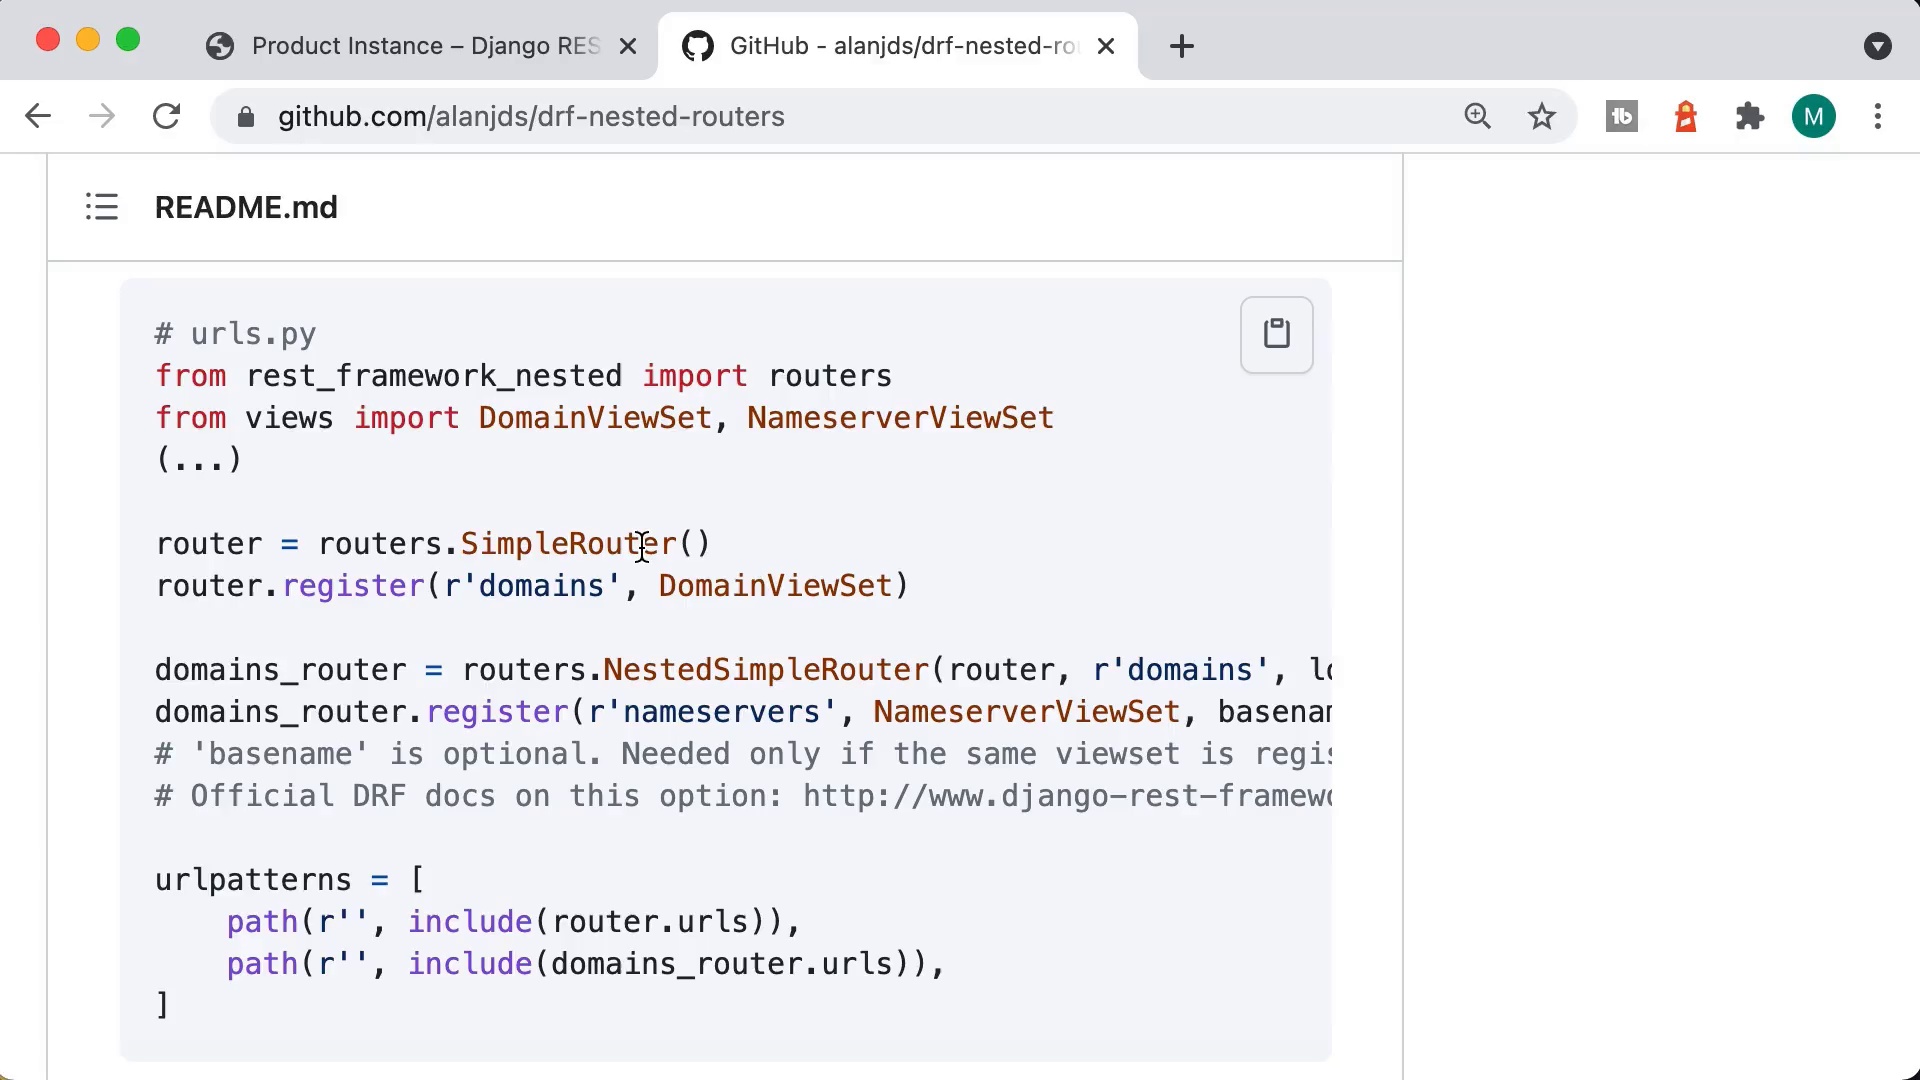 Product Instance – Django RES
GitHub - alanjds/drf-nested-rou
github.com/alanjds/drf-nested-routers
M
README.md
# urls.py
from rest_framework_nested import routers
from views import DomainViewSet, NameserverViewSet
(...)
router = routers.SimpleRouter()
router.register(r'domains', DomainViewSet)
domains_router = routers.NestedSimpleRouter(router, r'domains', lo
domains_router.register(r'nameservers', NameserverViewSet, basenam
# 'basename' is optional. Needed only if the same viewset is regis
# Official DRF docs on this option: http://www.django-rest-framewo
urlpatterns = [
path(r'', include(router.urls)),
path(r'', include(domains_router.urls)),
]